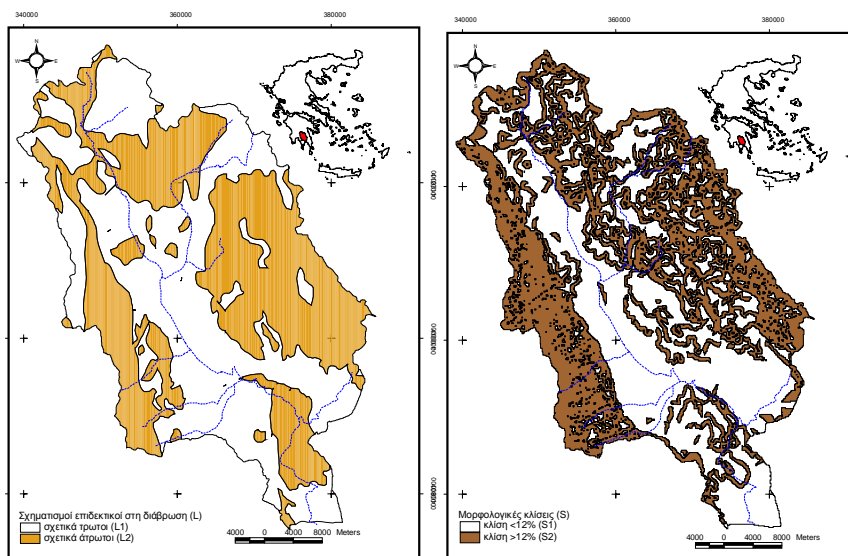 340000 360000 380000
N
W E
S
Σχηματισμοί επιδεκτικοί στη διάβρωση (L)
σχετικά τρωτοι (L1)
σχετικά άτρωτοι (L2)
4000 0 4000 8000 Meters
340000 360000 380000
N
W E
S
Μορφολογικές κλίσεις (S)
κλίση <12% (S1)
κλίση >12% (S2)
4000 0 4000 8000 Meters